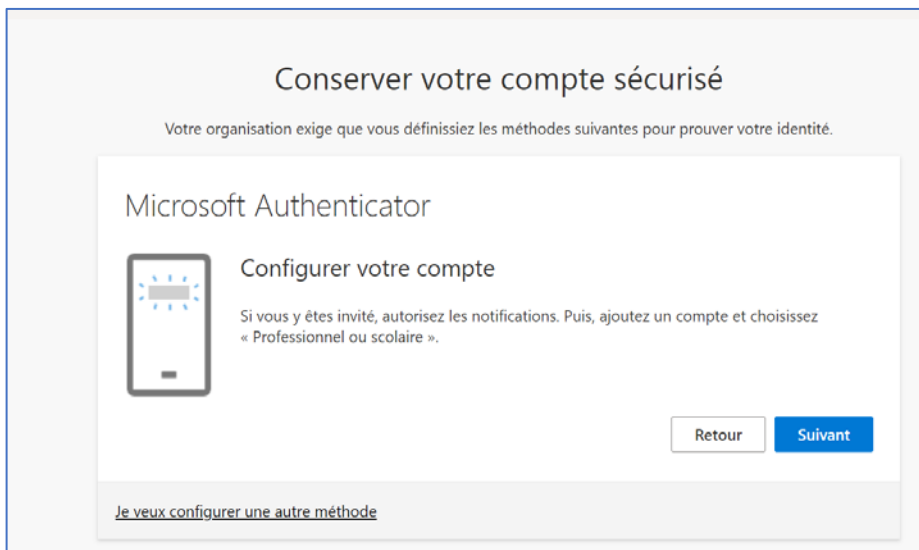 Conserver votre compte sécurisé
Votre organisation exige que vous définissiez les méthodes suivantes pour prouver votre identité.
Microsoft Authenticator
Configurer votre compte
Si vous y êtes invité, autorisez les notifications. Puis, ajoutez un compte et choisissez
« Professionnel ou scolaire ».
Retour
Suivant
Je veux configurer une autre méthode